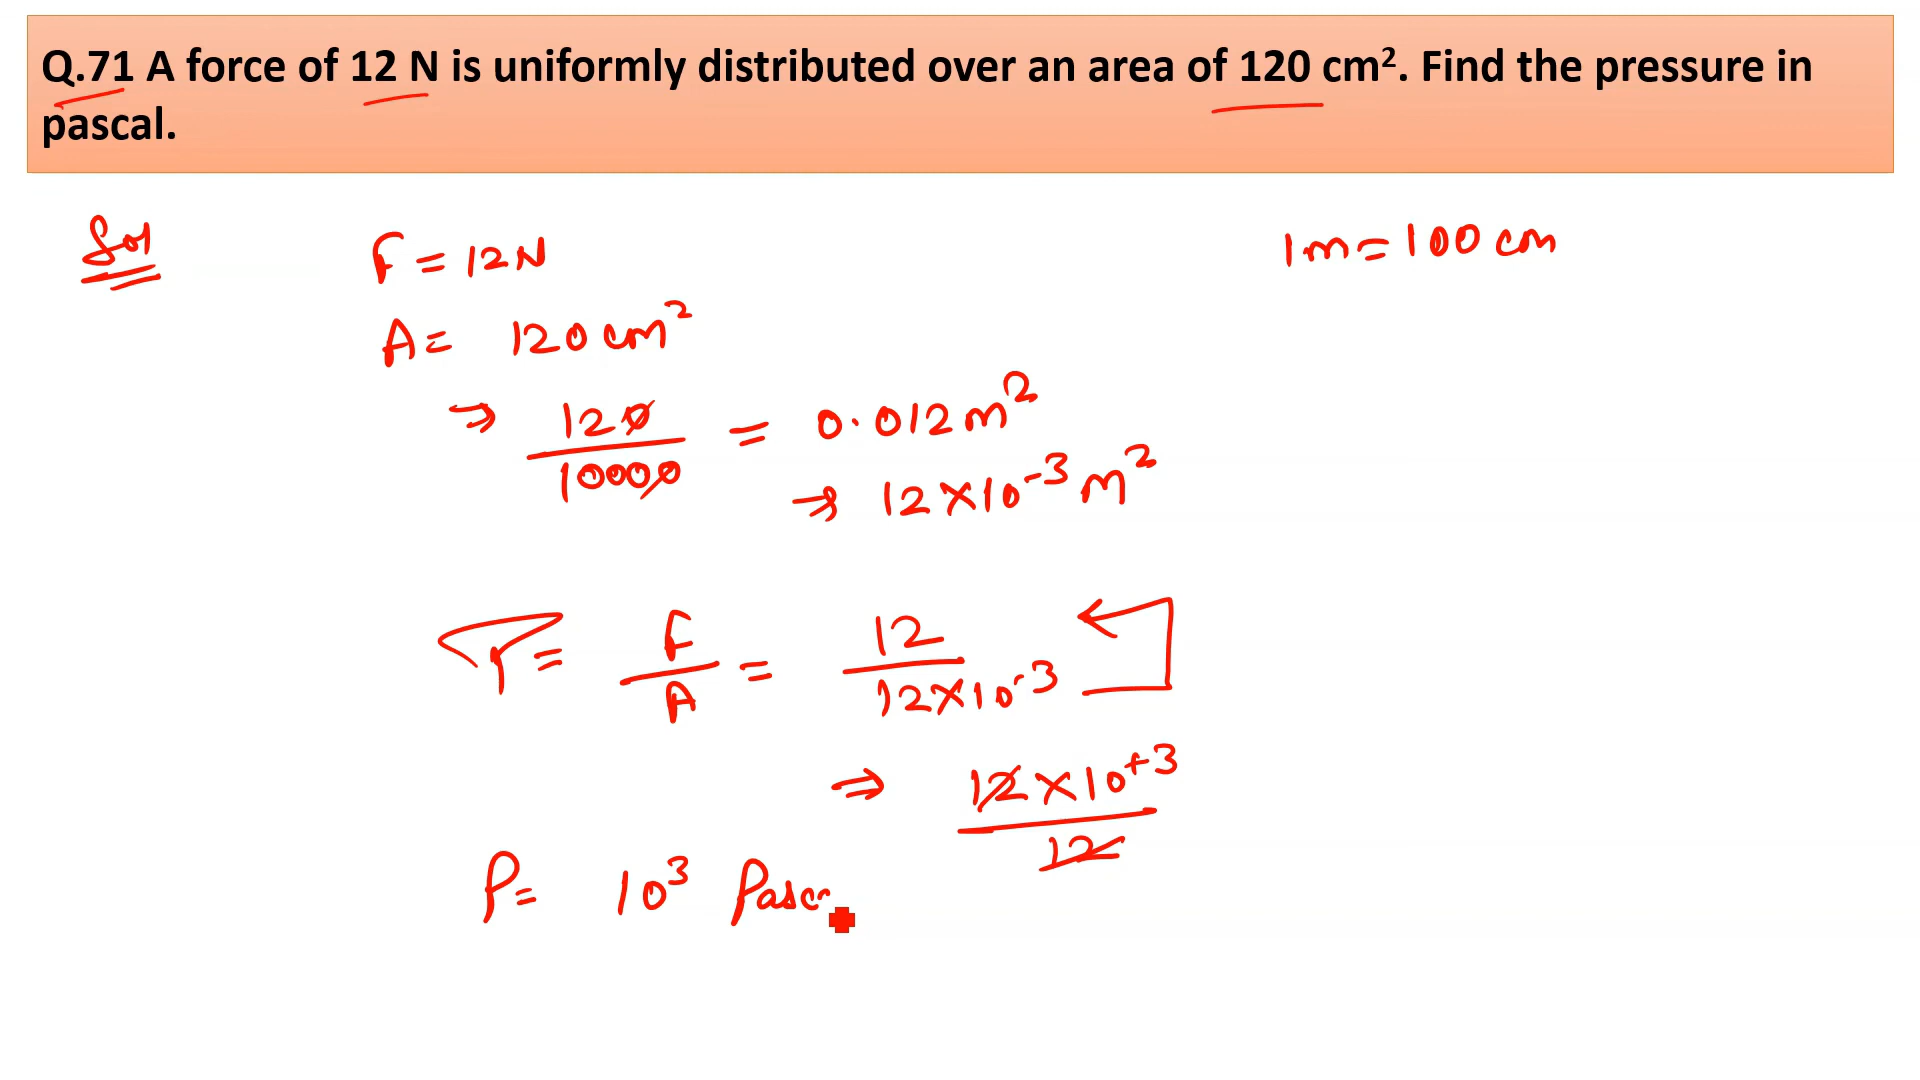 Q.71 A force of 12 N is uniformly distributed over an area of 120 cm². Find the pressure in
pascal.
Sol
F = 12N
1m = 100 cm
A = 120 cm²
⇒ 120/10000 = 0.012 m²
→ 12×10⁻³ m²
= F/A = 12/12×10⁻³
⇒ 12×10⁺³/12
P = 10³ Pasc